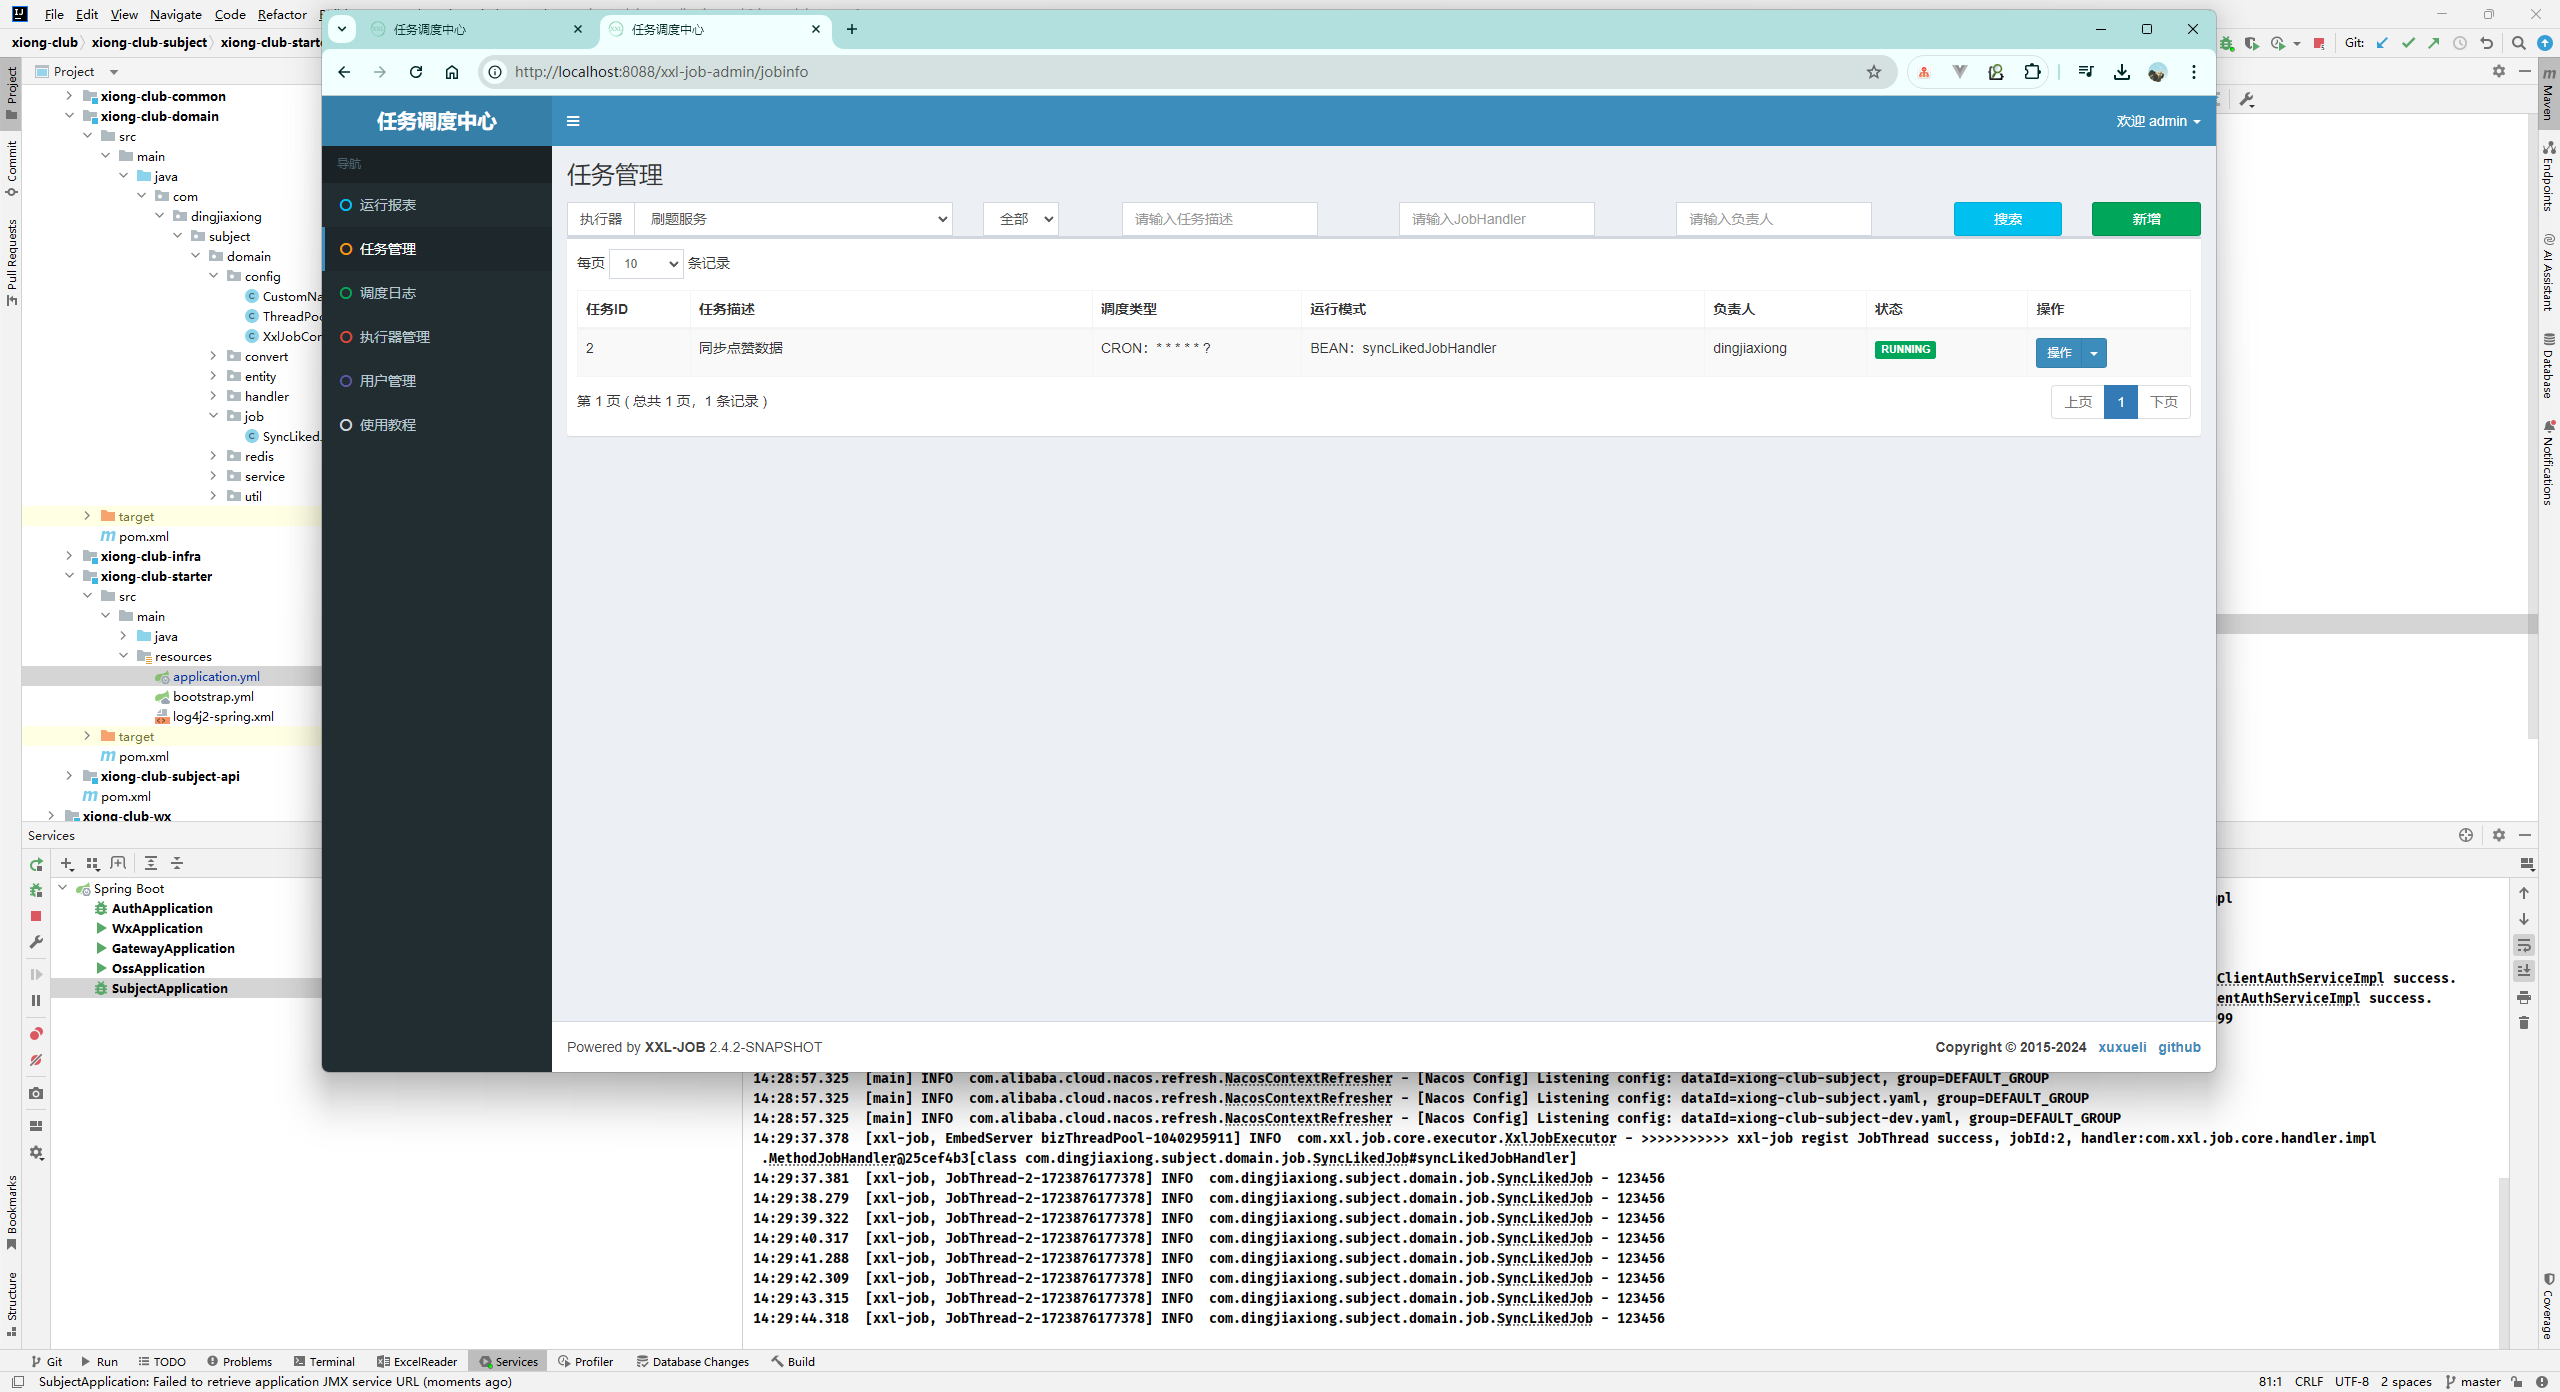 File Edit View Navigate Code Refactor
xiong-club xiong-club-subject xiong-club-start
Git:
任务调度中心
任务调度中心
http://localhost:8088/xxl-job-admin/jobinfo
Project
Commit
Pull Requests
Bookmarks
Structure
Project
xiong-club-common
xiong-club-domain
src
main
java
com
dingjiaxiong
subject
domain
config
CustomNa
ThreadPoo
XxlJobCon
convert
entity
handler
job
SyncLiked
redis
service
util
target
pom.xml
xiong-club-infra
xiong-club-starter
src
main
java
resources
application.yml
bootstrap.yml
log4j2-spring.xml
target
pom.xml
xiong-club-subject-api
pom.xml
xiong-club-wx
任务调度中心
欢迎 admin
导航
运行报表
任务管理
调度日志
执行器管理
用户管理
使用教程
任务管理
执行器 刷题服务 全部 请输入任务描述 请输入JobHandler 请输入负责人 搜索 新增
每页 10 条记录
任务ID 任务描述 调度类型 运行模式 负责人 状态 操作
2 同步点赞数据 CRON：* * * * * ? BEAN：syncLikedJobHandler dingjiaxiong RUNNING 操作
第 1 页 ( 总共 1 页，1 条记录 ) 上页 1 下页
Powered by XXL-JOB 2.4.2-SNAPSHOT
Copyright © 2015-2024 xuxueli github
Maven
Endpoints
AI Assistant
Database
Notifications
Coverage
Services
Spring Boot
AuthApplication
WxApplication
GatewayApplication
OssApplication
SubjectApplication
pl
ClientAuthServiceImpl success.
entAuthServiceImpl success.
99
14:28:57.325 [main] INFO com.alibaba.cloud.nacos.refresh.NacosContextRefresher - [Nacos Config] Listening config: dataId=xiong-club-subject, group=DEFAULT_GROUP
14:28:57.325 [main] INFO com.alibaba.cloud.nacos.refresh.NacosContextRefresher - [Nacos Config] Listening config: dataId=xiong-club-subject.yaml, group=DEFAULT_GROUP
14:28:57.325 [main] INFO com.alibaba.cloud.nacos.refresh.NacosContextRefresher - [Nacos Config] Listening config: dataId=xiong-club-subject-dev.yaml, group=DEFAULT_GROUP
14:29:37.378 [xxl-job, EmbedServer bizThreadPool-1040295911] INFO com.xxl.job.core.executor.XxlJobExecutor - >>>>>>>>>>> xxl-job regist JobThread success, jobId:2, handler:com.xxl.job.core.handler.impl
.MethodJobHandler@25cef4b3[class com.dingjiaxiong.subject.domain.job.SyncLikedJob#syncLikedJobHandler]
14:29:37.381 [xxl-job, JobThread-2-1723876177378] INFO com.dingjiaxiong.subject.domain.job.SyncLikedJob - 123456
14:29:38.279 [xxl-job, JobThread-2-1723876177378] INFO com.dingjiaxiong.subject.domain.job.SyncLikedJob - 123456
14:29:39.322 [xxl-job, JobThread-2-1723876177378] INFO com.dingjiaxiong.subject.domain.job.SyncLikedJob - 123456
14:29:40.317 [xxl-job, JobThread-2-1723876177378] INFO com.dingjiaxiong.subject.domain.job.SyncLikedJob - 123456
14:29:41.288 [xxl-job, JobThread-2-1723876177378] INFO com.dingjiaxiong.subject.domain.job.SyncLikedJob - 123456
14:29:42.309 [xxl-job, JobThread-2-1723876177378] INFO com.dingjiaxiong.subject.domain.job.SyncLikedJob - 123456
14:29:43.315 [xxl-job, JobThread-2-1723876177378] INFO com.dingjiaxiong.subject.domain.job.SyncLikedJob - 123456
14:29:44.318 [xxl-job, JobThread-2-1723876177378] INFO com.dingjiaxiong.subject.domain.job.SyncLikedJob - 123456
Git Run TODO Problems Terminal ExcelReader Services Profiler Database Changes Build
SubjectApplication: Failed to retrieve application JMX service URL (moments ago)
81:1 CRLF UTF-8 2 spaces master